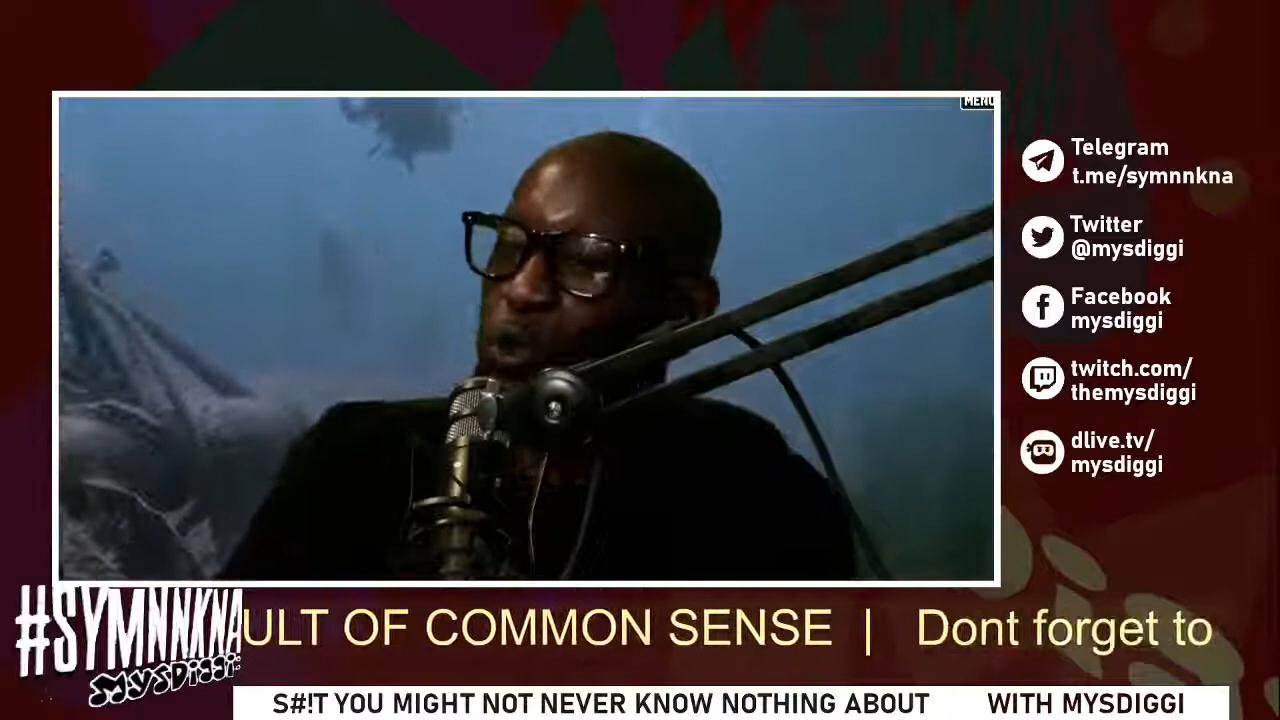 MENU
Telegram
t.me/symnnkna
Twitter
@mysdiggi
Facebook
mysdiggi
twitch.com/
themysdiggi
dlive.tv/
mysdiggi
#SYMNNKNA
MYSDiGGi
ULT OF COMMON SENSE | Dont forget to
S#!T YOU MIGHT NOT NEVER KNOW NOTHING ABOUT WITH MYSDIGGI